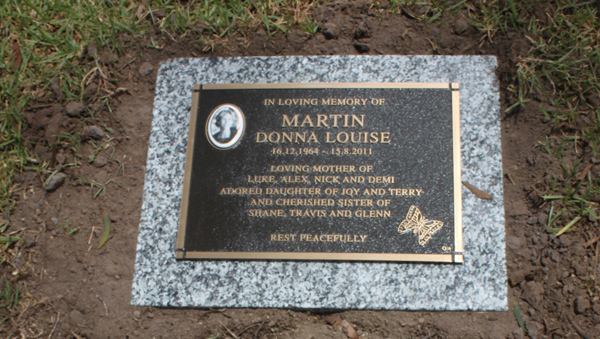 IN LOVING MEMORY OF
MARTIN
DONNA LOUISE
16.12.1964 ~ 15.8.2011
LOVING MOTHER OF
LUKE, ALEX, NICK AND DEMI
ADORED DAUGHTER OF JOY AND TERRY
AND CHERISHED SISTER OF
SHANE, TRAVIS AND GLENN
REST PEACEFULLY